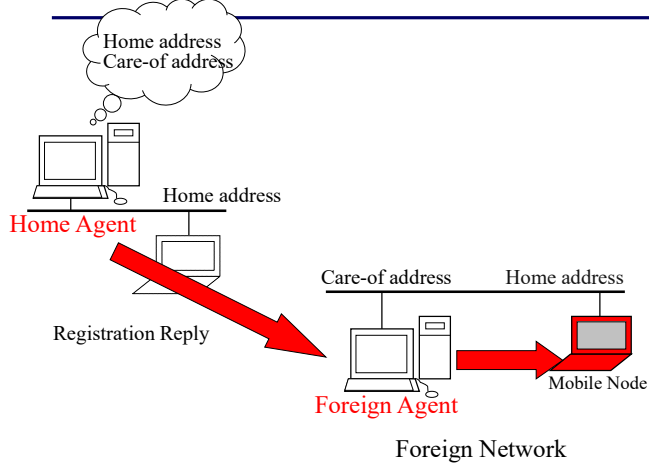 Home address
Care-of address
Home address
Home Agent
Care-of address
Home address
Registration Reply
Mobile Node
Foreign Agent
Foreign Network